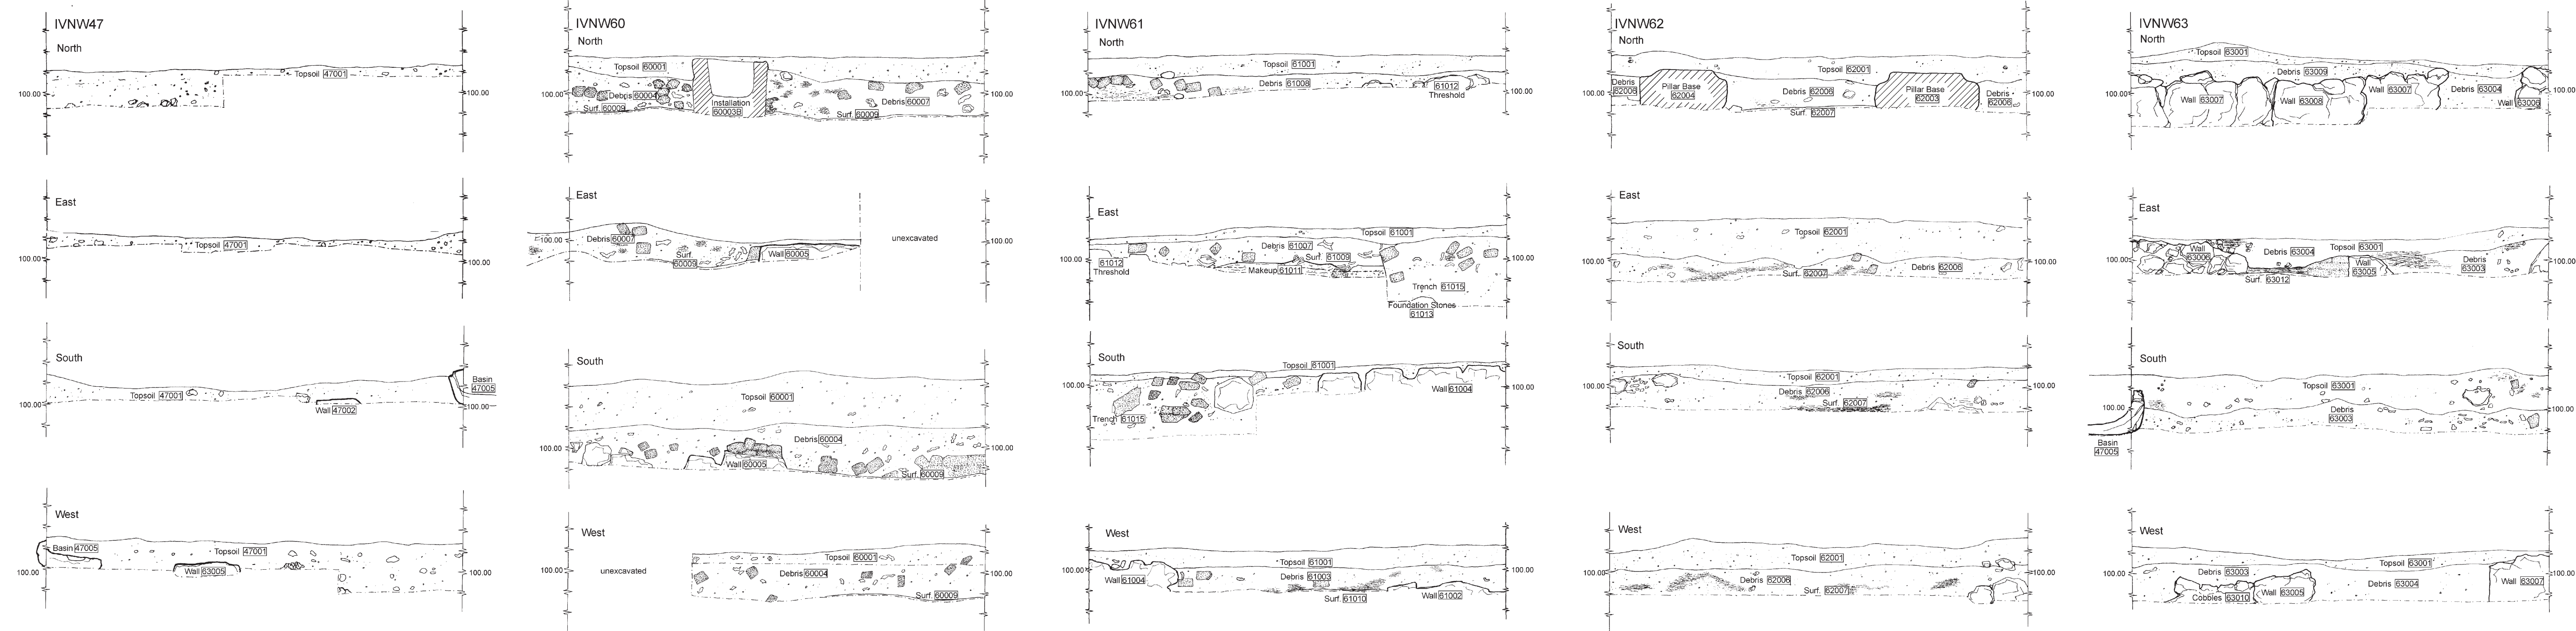 IVNW47
North
Topsoil 47001
100.00
100.00
East
Topsoil 47001
100.00
100.00
South
Basin
47005
Topsoil 47001
100.00
100.00
Wall 47002
West
Basin 47005
Topsoil 47001
100.00
Wall 63005
100.00
IVNW60
North
Topsoil 60001
100.00
Debris 60004
Installation
60003B
Debris 60007
100.00
Surf. 60009
Surf. 60009
East
100.00
Debris 60007
unexcavated
100.00
Surf.
60009
Wall 60005
South
Topsoil 60001
Debris 60004
100.00
100.00
Wall 60005
Surf. 60009
West
Topsoil 60001
100.00
unexcavated
Debris 60004
100.00
Surf. 60009
IVNW61
North
Topsoil 61001
Debris 61008
61012
Threshold
100.00
100.00
East
Topsoil 61001
Debris 61007
100.00
61012
Threshold
Surf. 61009
100.00
Makeup 61011
Trench 61015
Foundation Stones
61013
South
Topsoil 61001
100.00
Wall 61004
100.00
Trench 61015
West
Topsoil 61001
100.00
100.00
Wall 61004
Debris 61003
Surf. 61010
Wall 61002
IVNW62
North
Topsoil 62001
Debris
62006
100.00
Pillar Base
62004
Debris 62006
Pillar Base
62003
Debris
62006
100.00
Surf. 62007
East
Topsoil 62001
100.00
Surf. 62007
Debris 62006
100.00
South
Topsoil 62001
100.00
100.00
Debris 62006
Surf. 62007
West
Topsoil 62001
100.00
100.00
Debris 62006
Surf. 62007
IVNW63
North
Topsoil 63001
Debris 63009
100.00
Wall 63007
Wall 63008
Wall 63007
Debris 63004
Wall 63006
100.00
East
Wall
63006
Debris 63004
Topsoil 63001
100.00
Surf. 63012
Wall
63005
Debris
63003
100.00
South
Topsoil 63001
100.00
Debris
63003
100.00
Basin
47005
West
Topsoil 63001
100.00
Debris 63003
Debris 63004
Wall 63007
100.00
Cobbles 63010
Wall 63005